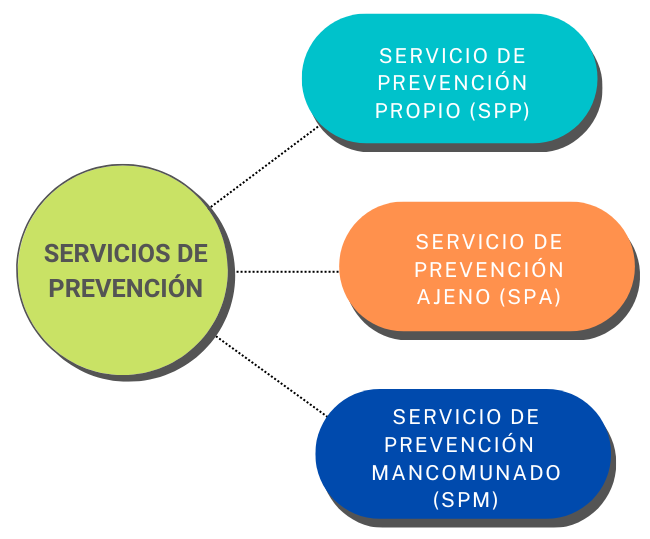 SERVICIO DE
PREVENCIÓN
PROPIO (SPP)
SERVICIOS DE
PREVENCIÓN
SERVICIO DE
PREVENCIÓN
AJENO (SPA)
SERVICIO DE
PREVENCIÓN
MANCOMUNADO
(SPM)